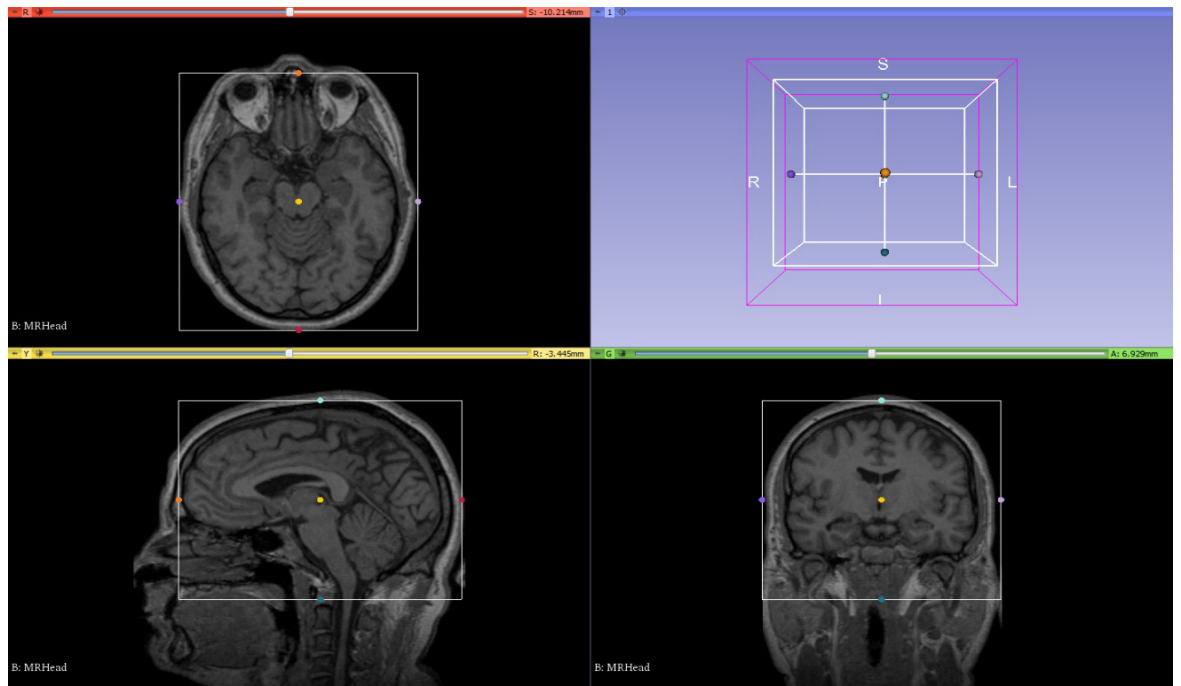 R
S: -10.214mm
1
B: MRHead
S
R
P
L
I
Y
R: -3.445mm
G
A: 6.929mm
B: MRHead
B: MRHead